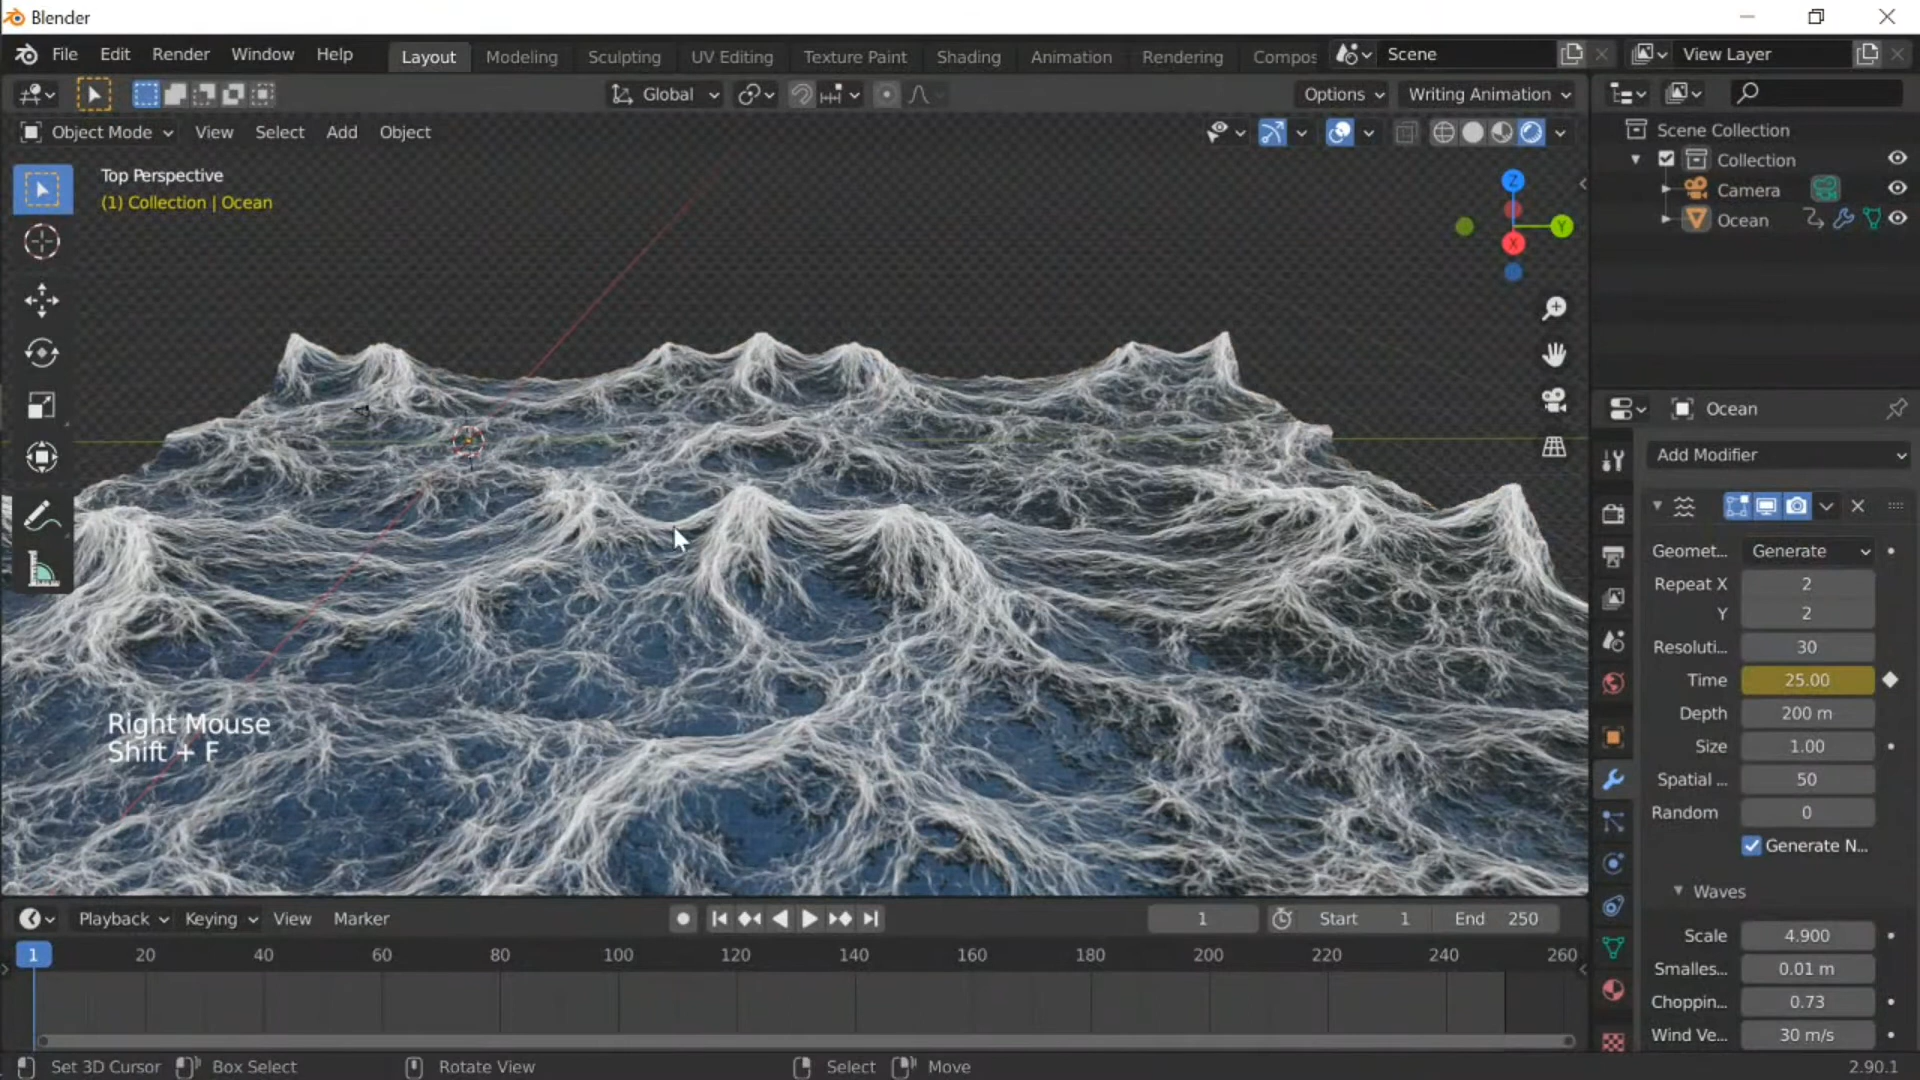 Blender
File Edit Render Window Help Layout Modeling Sculpting UV Editing Texture Paint Shading Animation Rendering Compos Scene View Layer
Global Options Writing Animation
Object Mode View Select Add Object
Scene Collection
Collection
Camera
Ocean
Top Perspective
(1) Collection | Ocean
Z
Y
X
Right Mouse
Shift + F
Ocean
Add Modifier
Geomet... Generate
Repeat X 2
Y 2
Resoluti... 30
Time 25.00
Depth 200 m
Size 1.00
Spatial ... 50
Random 0
Generate N...
Waves
Scale 4.900
Smalles... 0.01 m
Choppin... 0.73
Wind Ve... 30 m/s
Playback Keying View Marker 1 Start 1 End 250
1 20 40 60 80 100 120 140 160 180 200 220 240 260
Set 3D Cursor Box Select Rotate View Select Move 2.90.1